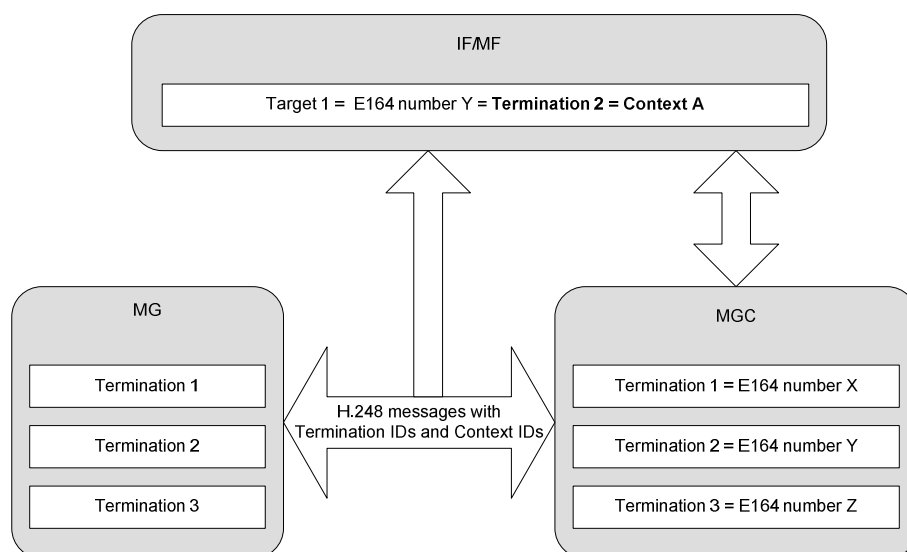 IF/MF
Target 1 = E164 number Y = Termination 2 = Context A
MG
Termination 1
Termination 2
Termination 3
H.248 messages with
Termination IDs and Context IDs
MGC
Termination 1 = E164 number X
Termination 2 = E164 number Y
Termination 3 = E164 number Z